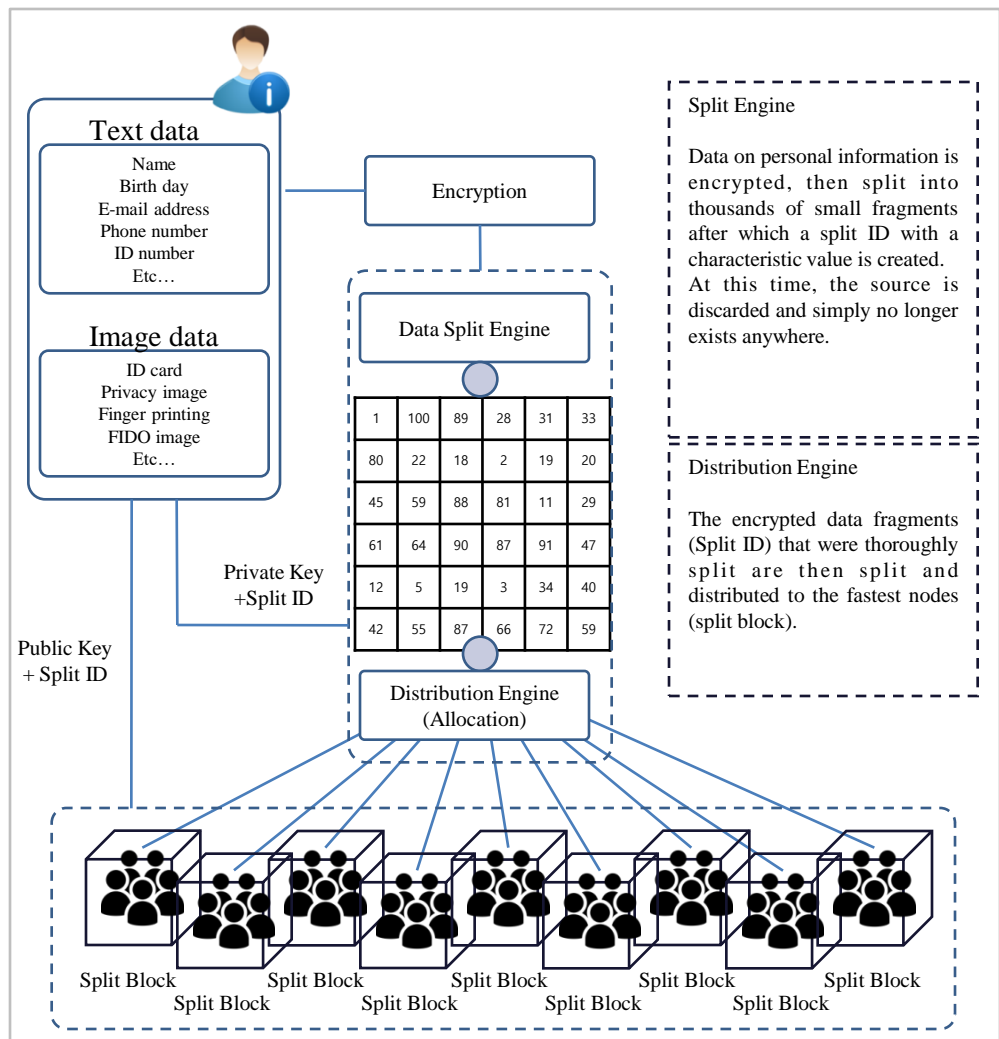 Text data
Name
Birth day
E-mail address
Phone number
ID number
Etc…
Image data
ID card
Privacy image
Finger printing
FIDO image
Etc…
Encryption
Data Split Engine
1 100 89 28 31 33
80 22 18 2 19 20
45 59 88 81 11 29
61 64 90 87 91 47
12 5 19 3 34 40
42 55 87 66 72 59
Private Key
+Split ID
Public Key
+ Split ID
Distribution Engine
(Allocation)
Split Engine
Data on personal information is
encrypted, then split into
thousands of small fragments
after which a split ID with a
characteristic value is created.
At this time, the source is
discarded and simply no longer
exists anywhere.
Distribution Engine
The encrypted data fragments
(Split ID) that were thoroughly
split are then split and
distributed to the fastest nodes
(split block).
i
Split Block
Split Block
Split Block
Split Block
Split Block
Split Block
Split Block
Split Block
Split Block